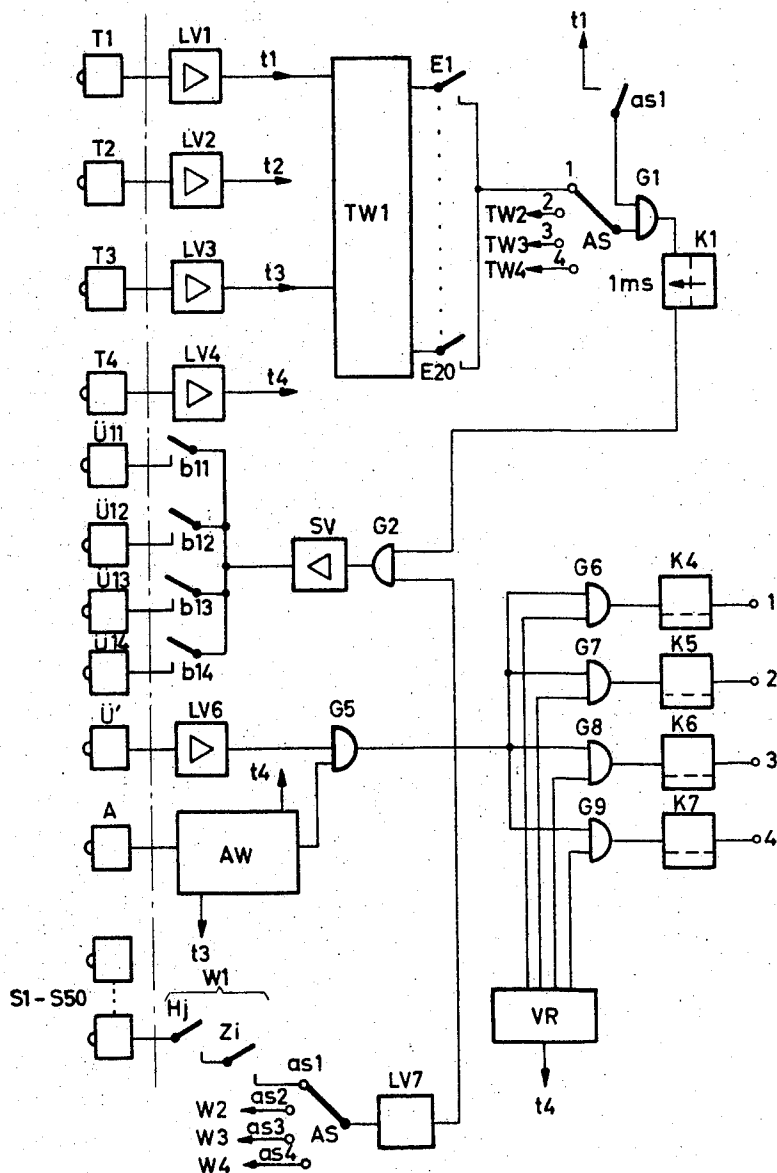 T1 LV1 t1 E1 t1
as1
T2 LV2 t2 TW1 1 G1
TW2 2
TW3 3 AS K1
T3 LV3 t3 TW4 4 1ms
T4 LV4 t4 E20
Ü11 b11
Ü12 b12 SV G2
Ü13 b13 G6 K4 1
Ü14 b14 G7 K5 2
Ü' LV6 G5 G8 K6 3
t4
A AW G9 K7 4
t3
S1-S50 W1
Hj Zi VR
as1 LV7 t4
W2 as2
W3 as3 AS
W4 as4